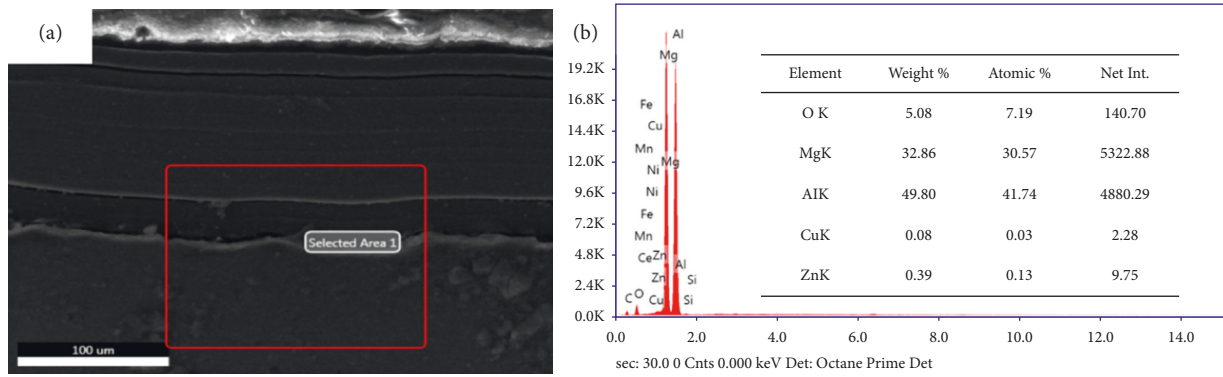 (a)
Selected Area 1
100 um
(b)
Al
Mg
Fe
Cu
Mn
Mg
Ni
Ni
Fe
Mn
Ce Zn
Al
Zn
Si
C O
Cu
Si
19.2K
16.8K
14.4K
12.0K
9.6K
7.2K
4.8K
2.4K
0.0K
0.0 2.0 4.0 6.0 8.0 10.0 12.0 14.0
Element Weight % Atomic % Net Int.
O K 5.08 7.19 140.70
MgK 32.86 30.57 5322.88
AIK 49.80 41.74 4880.29
CuK 0.08 0.03 2.28
ZnK 0.39 0.13 9.75
sec: 30.0 0 Cnts 0.000 keV Det: Octane Prime Det